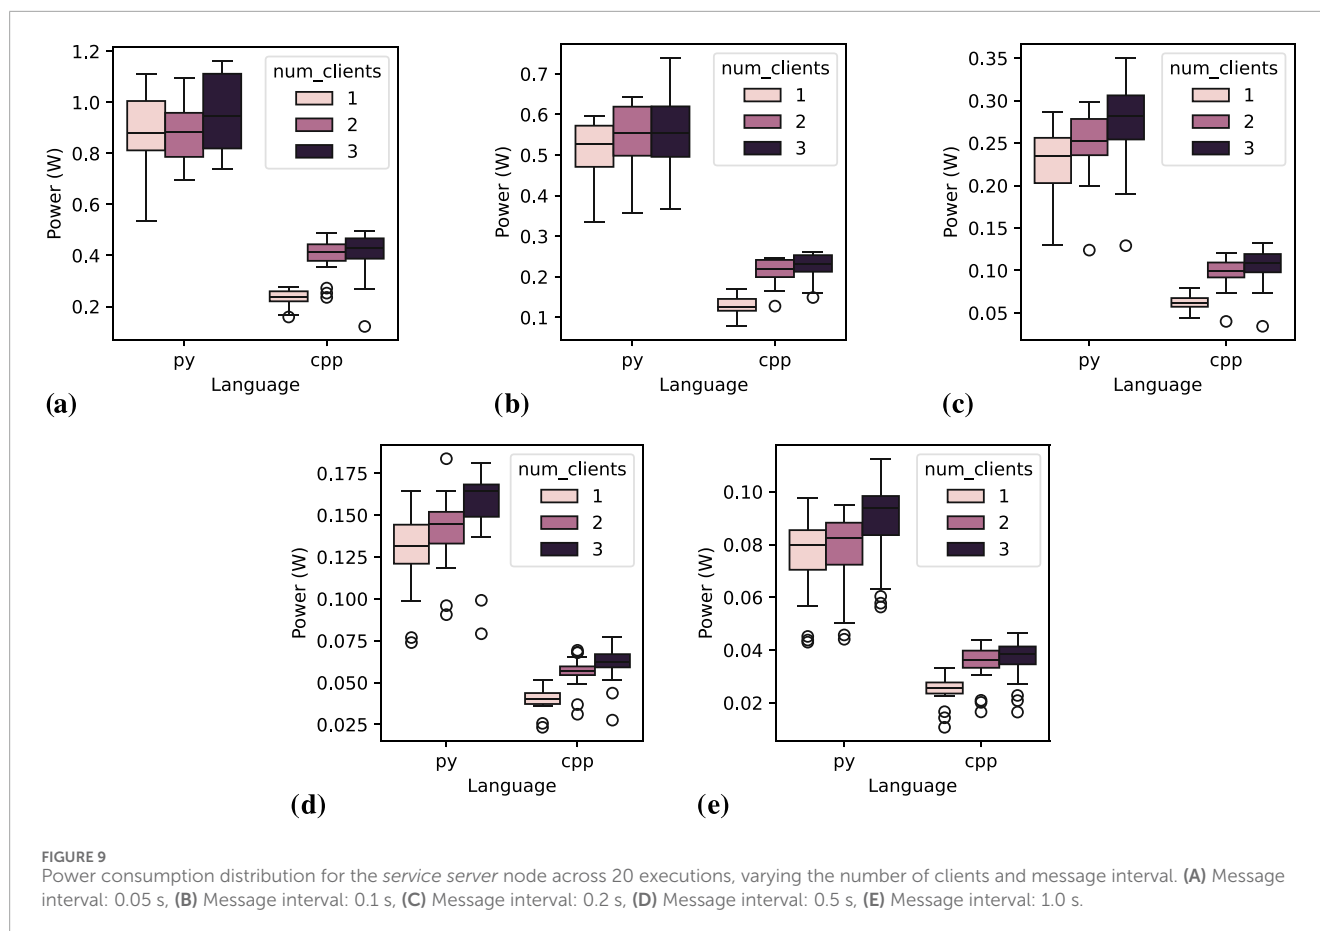 1.2
1.0
0.8
0.6
0.4
0.2
Power (W)
num_clients
1
2
3
py
cpp
Language
(a)
0.7
0.6
0.5
0.4
0.3
0.2
0.1
Power (W)
num_clients
1
2
3
py
cpp
Language
(b)
0.35
0.30
0.25
0.20
0.15
0.10
0.05
Power (W)
num_clients
1
2
3
py
cpp
Language
(c)
0.175
0.150
0.125
0.100
0.075
0.050
0.025
Power (W)
num_clients
1
2
3
py
cpp
Language
(d)
0.10
0.08
0.06
0.04
0.02
Power (W)
num_clients
1
2
3
py
cpp
Language
(e)
FIGURE 9
Power consumption distribution for the service server node across 20 executions, varying the number of clients and message interval. (A) Message
interval: 0.05 s, (B) Message interval: 0.1 s, (C) Message interval: 0.2 s, (D) Message interval: 0.5 s, (E) Message interval: 1.0 s.